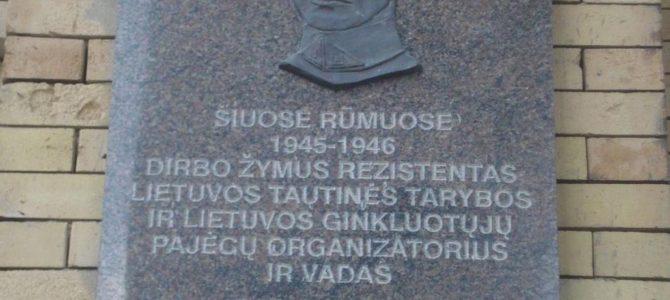 ŠIUOSE RŪMUOSE
1945-1946
DIRBO ŽYMUS REZISTENTAS
LIETUVOS TAUTINĖS TARYBOS
IR LIETUVOS GINKLUOTŲJŲ
PAJĖGŲ ORGANIZATORIUS
IR VADAS